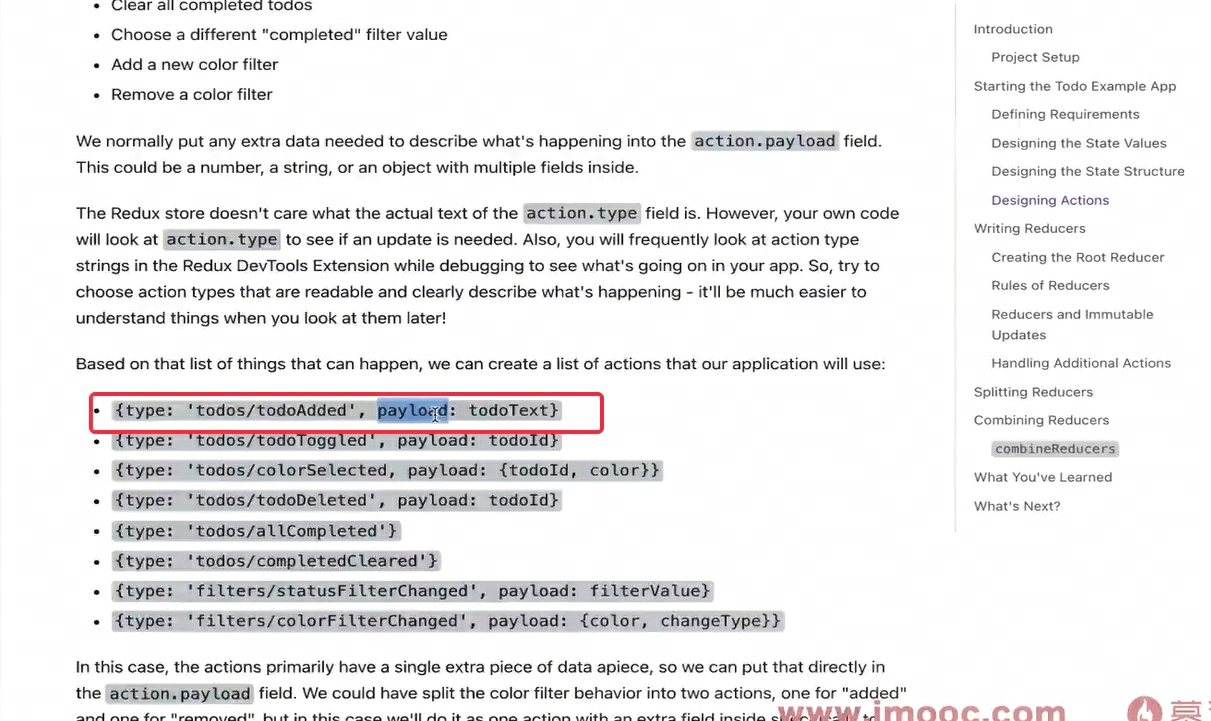 Clear all completed todos
Choose a different "completed" filter value
Add a new color filter
Remove a color filter
We normally put any extra data needed to describe what's happening into the action.payload field.
This could be a number, a string, or an object with multiple fields inside.
The Redux store doesn't care what the actual text of the action.type field is. However, your own code
will look at action.type to see if an update is needed. Also, you will frequently look at action type
strings in the Redux DevTools Extension while debugging to see what's going on in your app. So, try to
choose action types that are readable and clearly describe what's happening - it'll be much easier to
understand things when you look at them later!
Based on that list of things that can happen, we can create a list of actions that our application will use:
{type: 'todos/todoAdded', payload: todoText}
{type: 'todos/todoToggled', payload: todoId}
{type: 'todos/colorSelected, payload: {todoId, color}}
{type: 'todos/todoDeleted', payload: todoId}
{type: 'todos/allCompleted'}
{type: 'todos/completedCleared'}
{type: 'filters/statusFilterChanged', payload: filterValue}
{type: 'filters/colorFilterChanged', payload: {color, changeType}}
In this case, the actions primarily have a single extra piece of data apiece, so we can put that directly in
the action.payload field. We could have split the color filter behavior into two actions, one for "added"
and one for "removed", but in this case we'll do it as one action with an extra field inside
Introduction
Project Setup
Starting the Todo Example App
Defining Requirements
Designing the State Values
Designing the State Structure
Designing Actions
Writing Reducers
Creating the Root Reducer
Rules of Reducers
Reducers and Immutable
Updates
Handling Additional Actions
Splitting Reducers
Combining Reducers
combineReducers
What You've Learned
What's Next?
www.imooc.com
慕